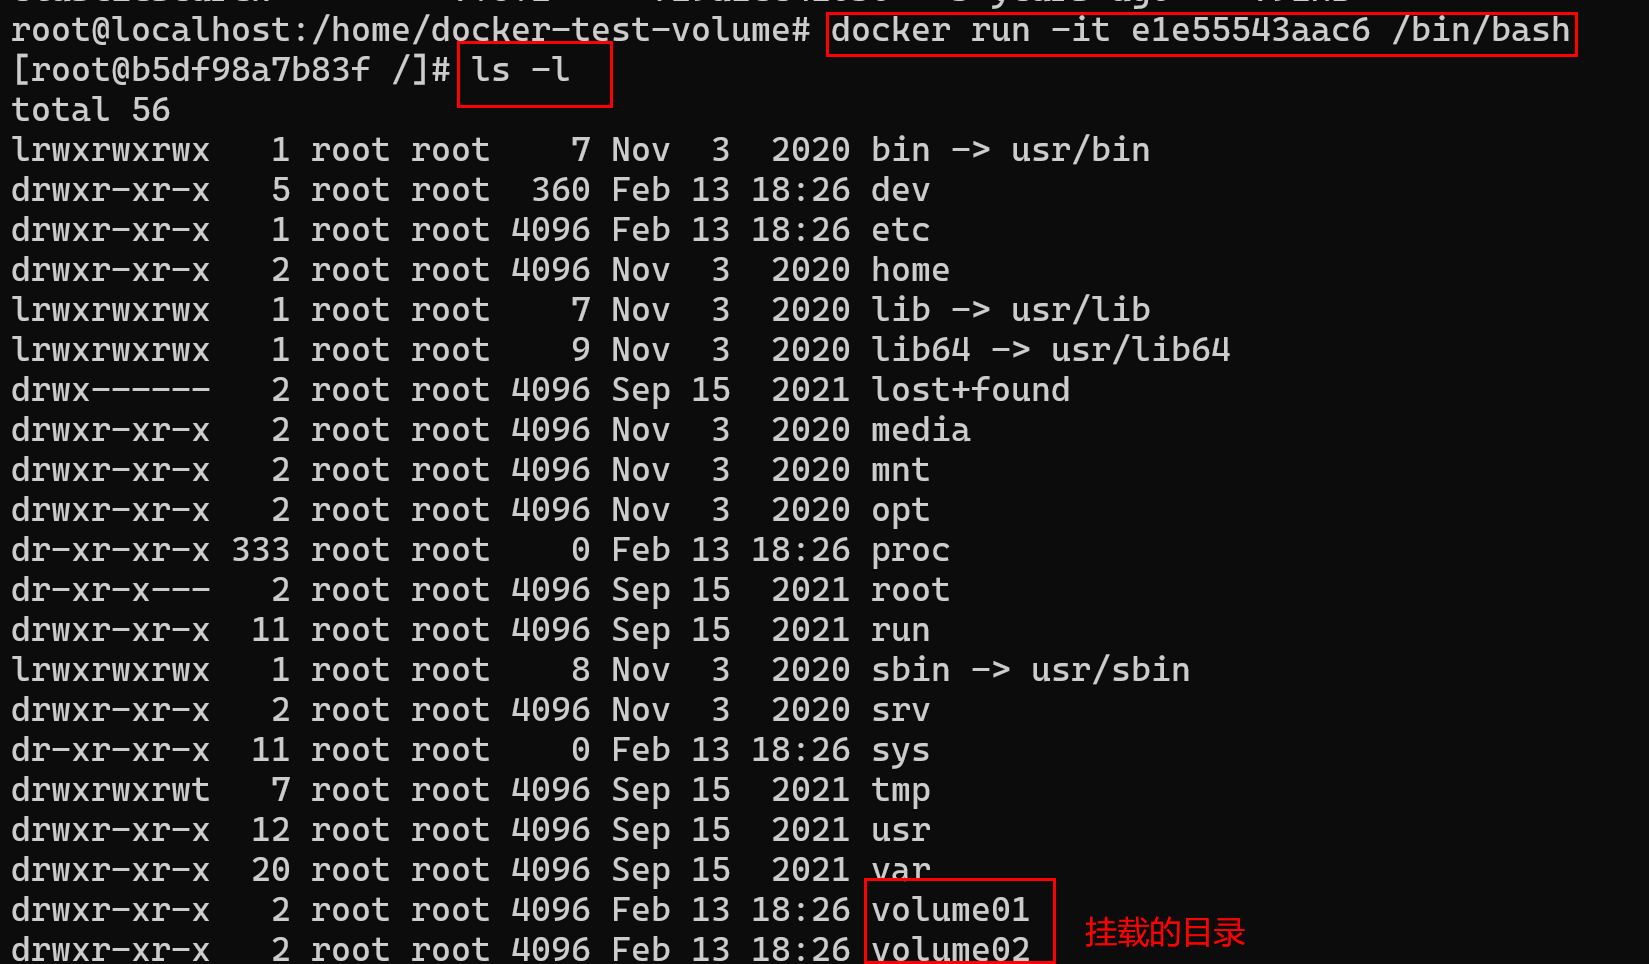 root@localhost:/home/docker-test-volume# docker run -it e1e55543aac6 /bin/bash
[root@b5df98a7b83f /]# ls -l
total 56
lrwxrwxrwx   1 root root    7 Nov  3  2020 bin -> usr/bin
drwxr-xr-x   5 root root  360 Feb 13 18:26 dev
drwxr-xr-x   1 root root 4096 Feb 13 18:26 etc
drwxr-xr-x   2 root root 4096 Nov  3  2020 home
lrwxrwxrwx   1 root root    7 Nov  3  2020 lib -> usr/lib
lrwxrwxrwx   1 root root    9 Nov  3  2020 lib64 -> usr/lib64
drwx------   2 root root 4096 Sep 15  2021 lost+found
drwxr-xr-x   2 root root 4096 Nov  3  2020 media
drwxr-xr-x   2 root root 4096 Nov  3  2020 mnt
drwxr-xr-x   2 root root 4096 Nov  3  2020 opt
dr-xr-xr-x 333 root root    0 Feb 13 18:26 proc
dr-xr-x---   2 root root 4096 Sep 15  2021 root
drwxr-xr-x  11 root root 4096 Sep 15  2021 run
lrwxrwxrwx   1 root root    8 Nov  3  2020 sbin -> usr/sbin
drwxr-xr-x   2 root root 4096 Nov  3  2020 srv
dr-xr-xr-x  11 root root    0 Feb 13 18:26 sys
drwxrwxrwt   7 root root 4096 Sep 15  2021 tmp
drwxr-xr-x  12 root root 4096 Sep 15  2021 usr
drwxr-xr-x  20 root root 4096 Sep 15  2021 var
drwxr-xr-x   2 root root 4096 Feb 13 18:26 volume01
挂载的目录
drwxr-xr-x   2 root root 4096 Feb 13 18:26 volume02